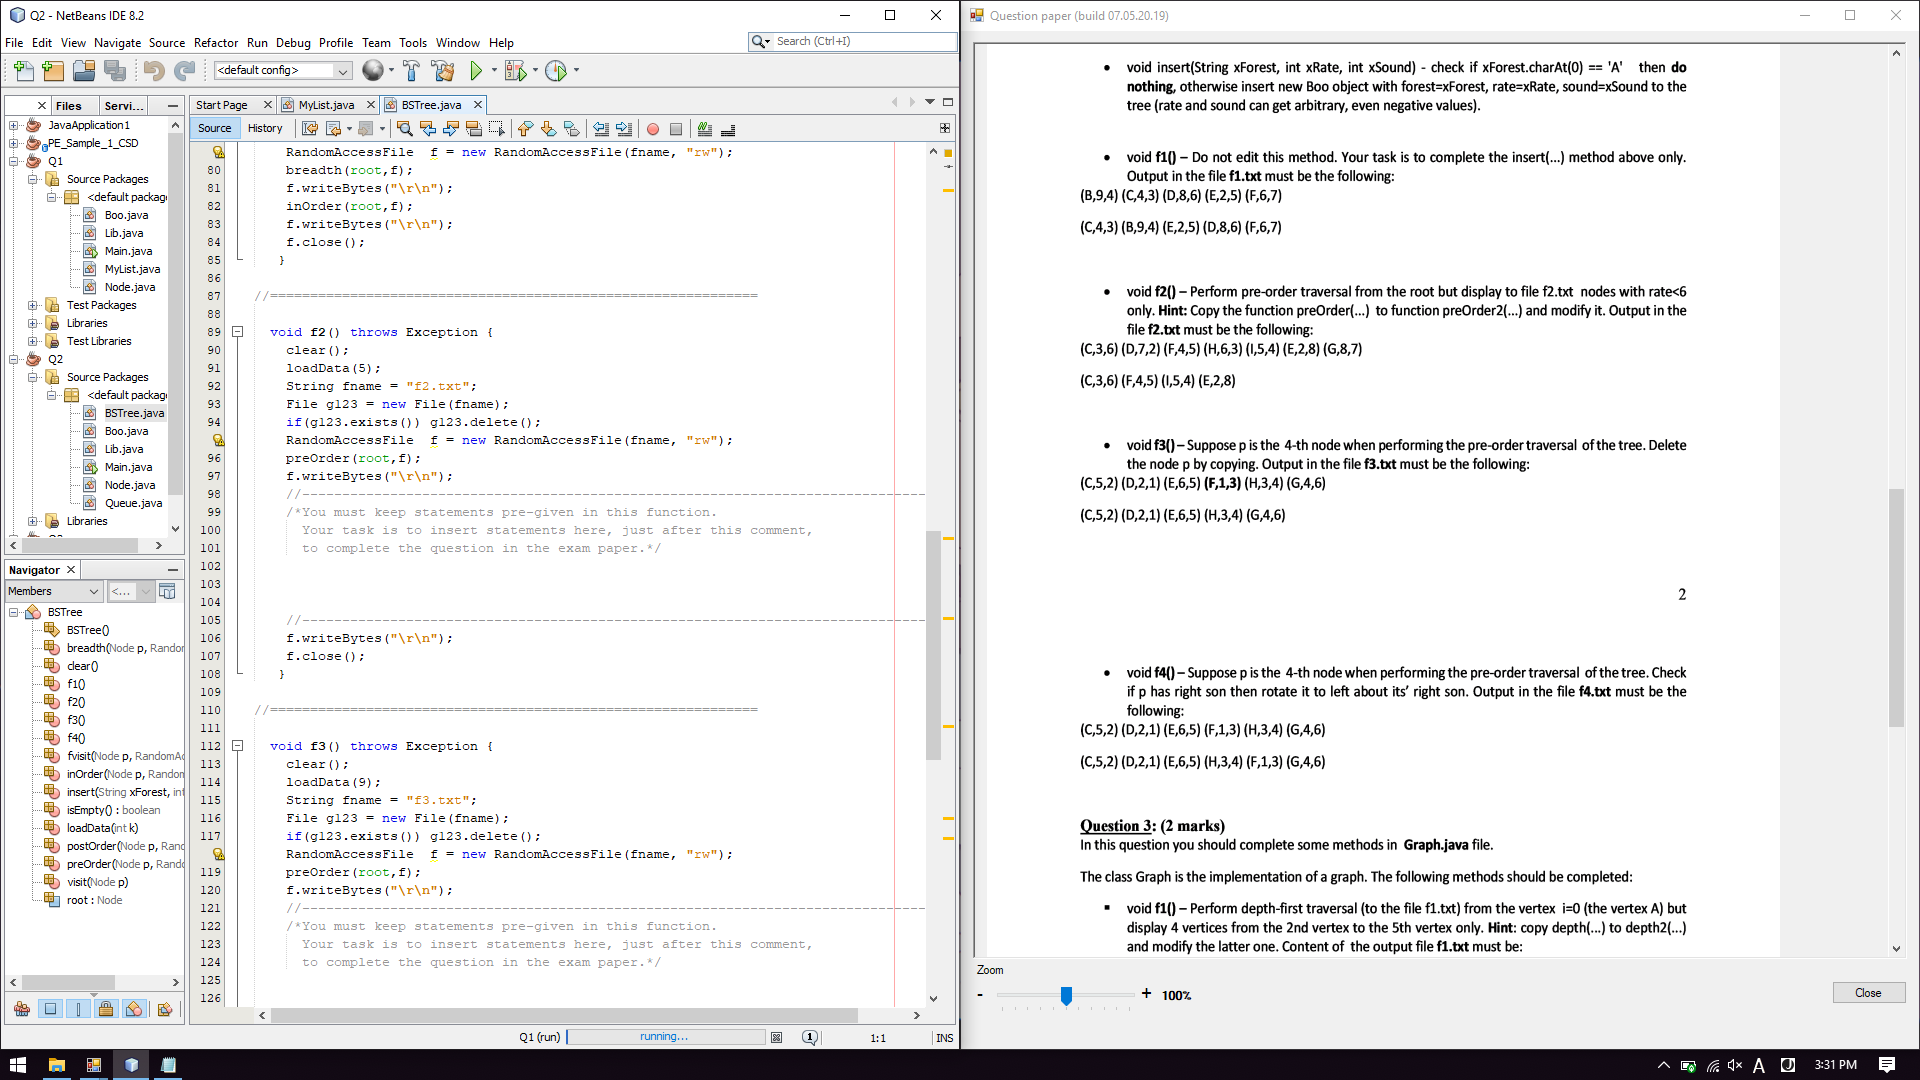 Q2 - NetBeans IDE 8.2
File Edit View Navigate Source Refactor Run Debug Profile Team Tools Window Help
Search (Ctrl+I)
<default config>
Files Servi...
JavaApplication1
PE_Sample_1_CSD
Q1
Source Packages
<default packag
Boo.java
Lib.java
Main.java
MyList.java
Node.java
Test Packages
Libraries
Test Libraries
Q2
Source Packages
<default packag
BSTree.java
Boo.java
Lib.java
Main.java
Node.java
Queue.java
Libraries
Navigator
Members
<...
BSTree
BSTree()
breadth(Node p, Randor
clear()
f1()
f2()
f3()
f4()
fvisit(Node p, RandomAc
inOrder(Node p, Random
insert(String xForest, int
isEmpty() : boolean
loadData(int k)
postOrder(Node p, Rand
preOrder(Node p, Rando
visit(Node p)
root : Node
Start Page MyList.java BSTree.java
Source History
RandomAccessFile f = new RandomAccessFile(fname, "rw");
80 breadth(root,f);
81 f.writeBytes("\r\n");
82 inOrder(root,f);
83 f.writeBytes("\r\n");
84 f.close();
85 }
86
87 //=============================================================
88
89 void f2() throws Exception {
90 clear();
91 loadData(5);
92 String fname = "f2.txt";
93 File g123 = new File(fname);
94 if(g123.exists()) g123.delete();
RandomAccessFile f = new RandomAccessFile(fname, "rw");
96 preOrder(root,f);
97 f.writeBytes("\r\n");
98 //------------------------------------------------------------------------------
99 /*You must keep statements pre-given in this function.
100 Your task is to insert statements here, just after this comment,
101 to complete the question in the exam paper.*/
102
103
104
105 //------------------------------------------------------------------------------
106 f.writeBytes("\r\n");
107 f.close();
108 }
109
110 //=============================================================
111
112 void f3() throws Exception {
113 clear();
114 loadData(9);
115 String fname = "f3.txt";
116 File g123 = new File(fname);
117 if(g123.exists()) g123.delete();
RandomAccessFile f = new RandomAccessFile(fname, "rw");
119 preOrder(root,f);
120 f.writeBytes("\r\n");
121 //------------------------------------------------------------------------------
122 /*You must keep statements pre-given in this function.
123 Your task is to insert statements here, just after this comment,
124 to complete the question in the exam paper.*/
125
126
Q1 (run) running... 1 1:1 INS
Question paper (build 07.05.20.19)
• void insert(String xForest, int xRate, int xSound) - check if xForest.charAt(0) == 'A' then do
nothing, otherwise insert new Boo object with forest=xForest, rate=xRate, sound=xSound to the
tree (rate and sound can get arbitrary, even negative values).
• void f1() – Do not edit this method. Your task is to complete the insert(...) method above only.
Output in the file f1.txt must be the following:
(B,9,4) (C,4,3) (D,8,6) (E,2,5) (F,6,7)
(C,4,3) (B,9,4) (E,2,5) (D,8,6) (F,6,7)
• void f2() – Perform pre-order traversal from the root but display to file f2.txt nodes with rate<6
only. Hint: Copy the function preOrder(...) to function preOrder2(...) and modify it. Output in the
file f2.txt must be the following:
(C,3,6) (D,7,2) (F,4,5) (H,6,3) (I,5,4) (E,2,8) (G,8,7)
(C,3,6) (F,4,5) (I,5,4) (E,2,8)
• void f3() – Suppose p is the 4-th node when performing the pre-order traversal of the tree. Delete
the node p by copying. Output in the file f3.txt must be the following:
(C,5,2) (D,2,1) (E,6,5) (F,1,3) (H,3,4) (G,4,6)
(C,5,2) (D,2,1) (E,6,5) (H,3,4) (G,4,6)
2
• void f4() – Suppose p is the 4-th node when performing the pre-order traversal of the tree. Check
if p has right son then rotate it to left about its' right son. Output in the file f4.txt must be the
following:
(C,5,2) (D,2,1) (E,6,5) (F,1,3) (H,3,4) (G,4,6)
(C,5,2) (D,2,1) (E,6,5) (H,3,4) (F,1,3) (G,4,6)
Question 3: (2 marks)
In this question you should complete some methods in Graph.java file.
The class Graph is the implementation of a graph. The following methods should be completed:
▪ void f1() – Perform depth-first traversal (to the file f1.txt) from the vertex i=0 (the vertex A) but
display 4 vertices from the 2nd vertex to the 5th vertex only. Hint: copy depth(...) to depth2(...)
and modify the latter one. Content of the output file f1.txt must be:
Zoom
- + 100%
Close
A
3:31 PM